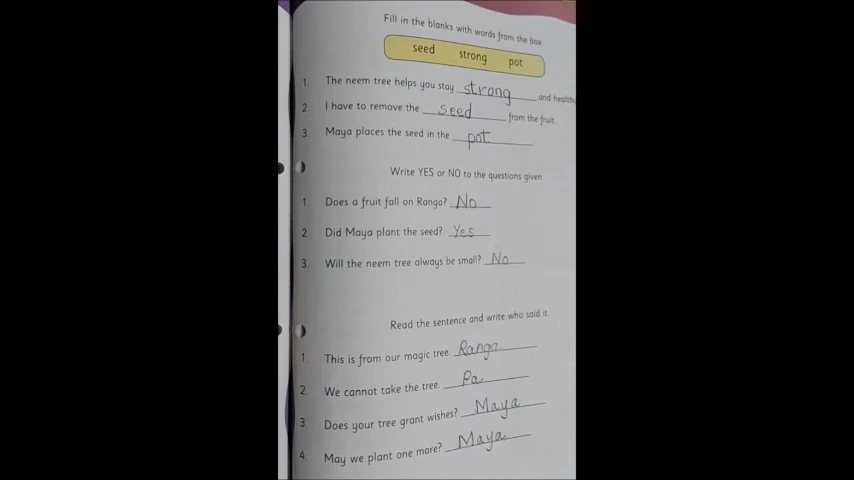 Fill in the blanks with words from the box.
seed strong pot
1. The neem tree helps you stay strong and healthy
2. I have to remove the seed from the fruit.
3. Maya places the seed in the pot
Write YES or NO to the questions given.
1. Does a fruit fall on Ranga? No
2. Did Maya plant the seed? Yes
3. Will the neem tree always be small? No
Read the sentence and write who said it.
1. This is from our magic tree. Ranga.
2. We cannot take the tree. Pa
3. Does your tree grant wishes? Maya
4. May we plant one more? Maya